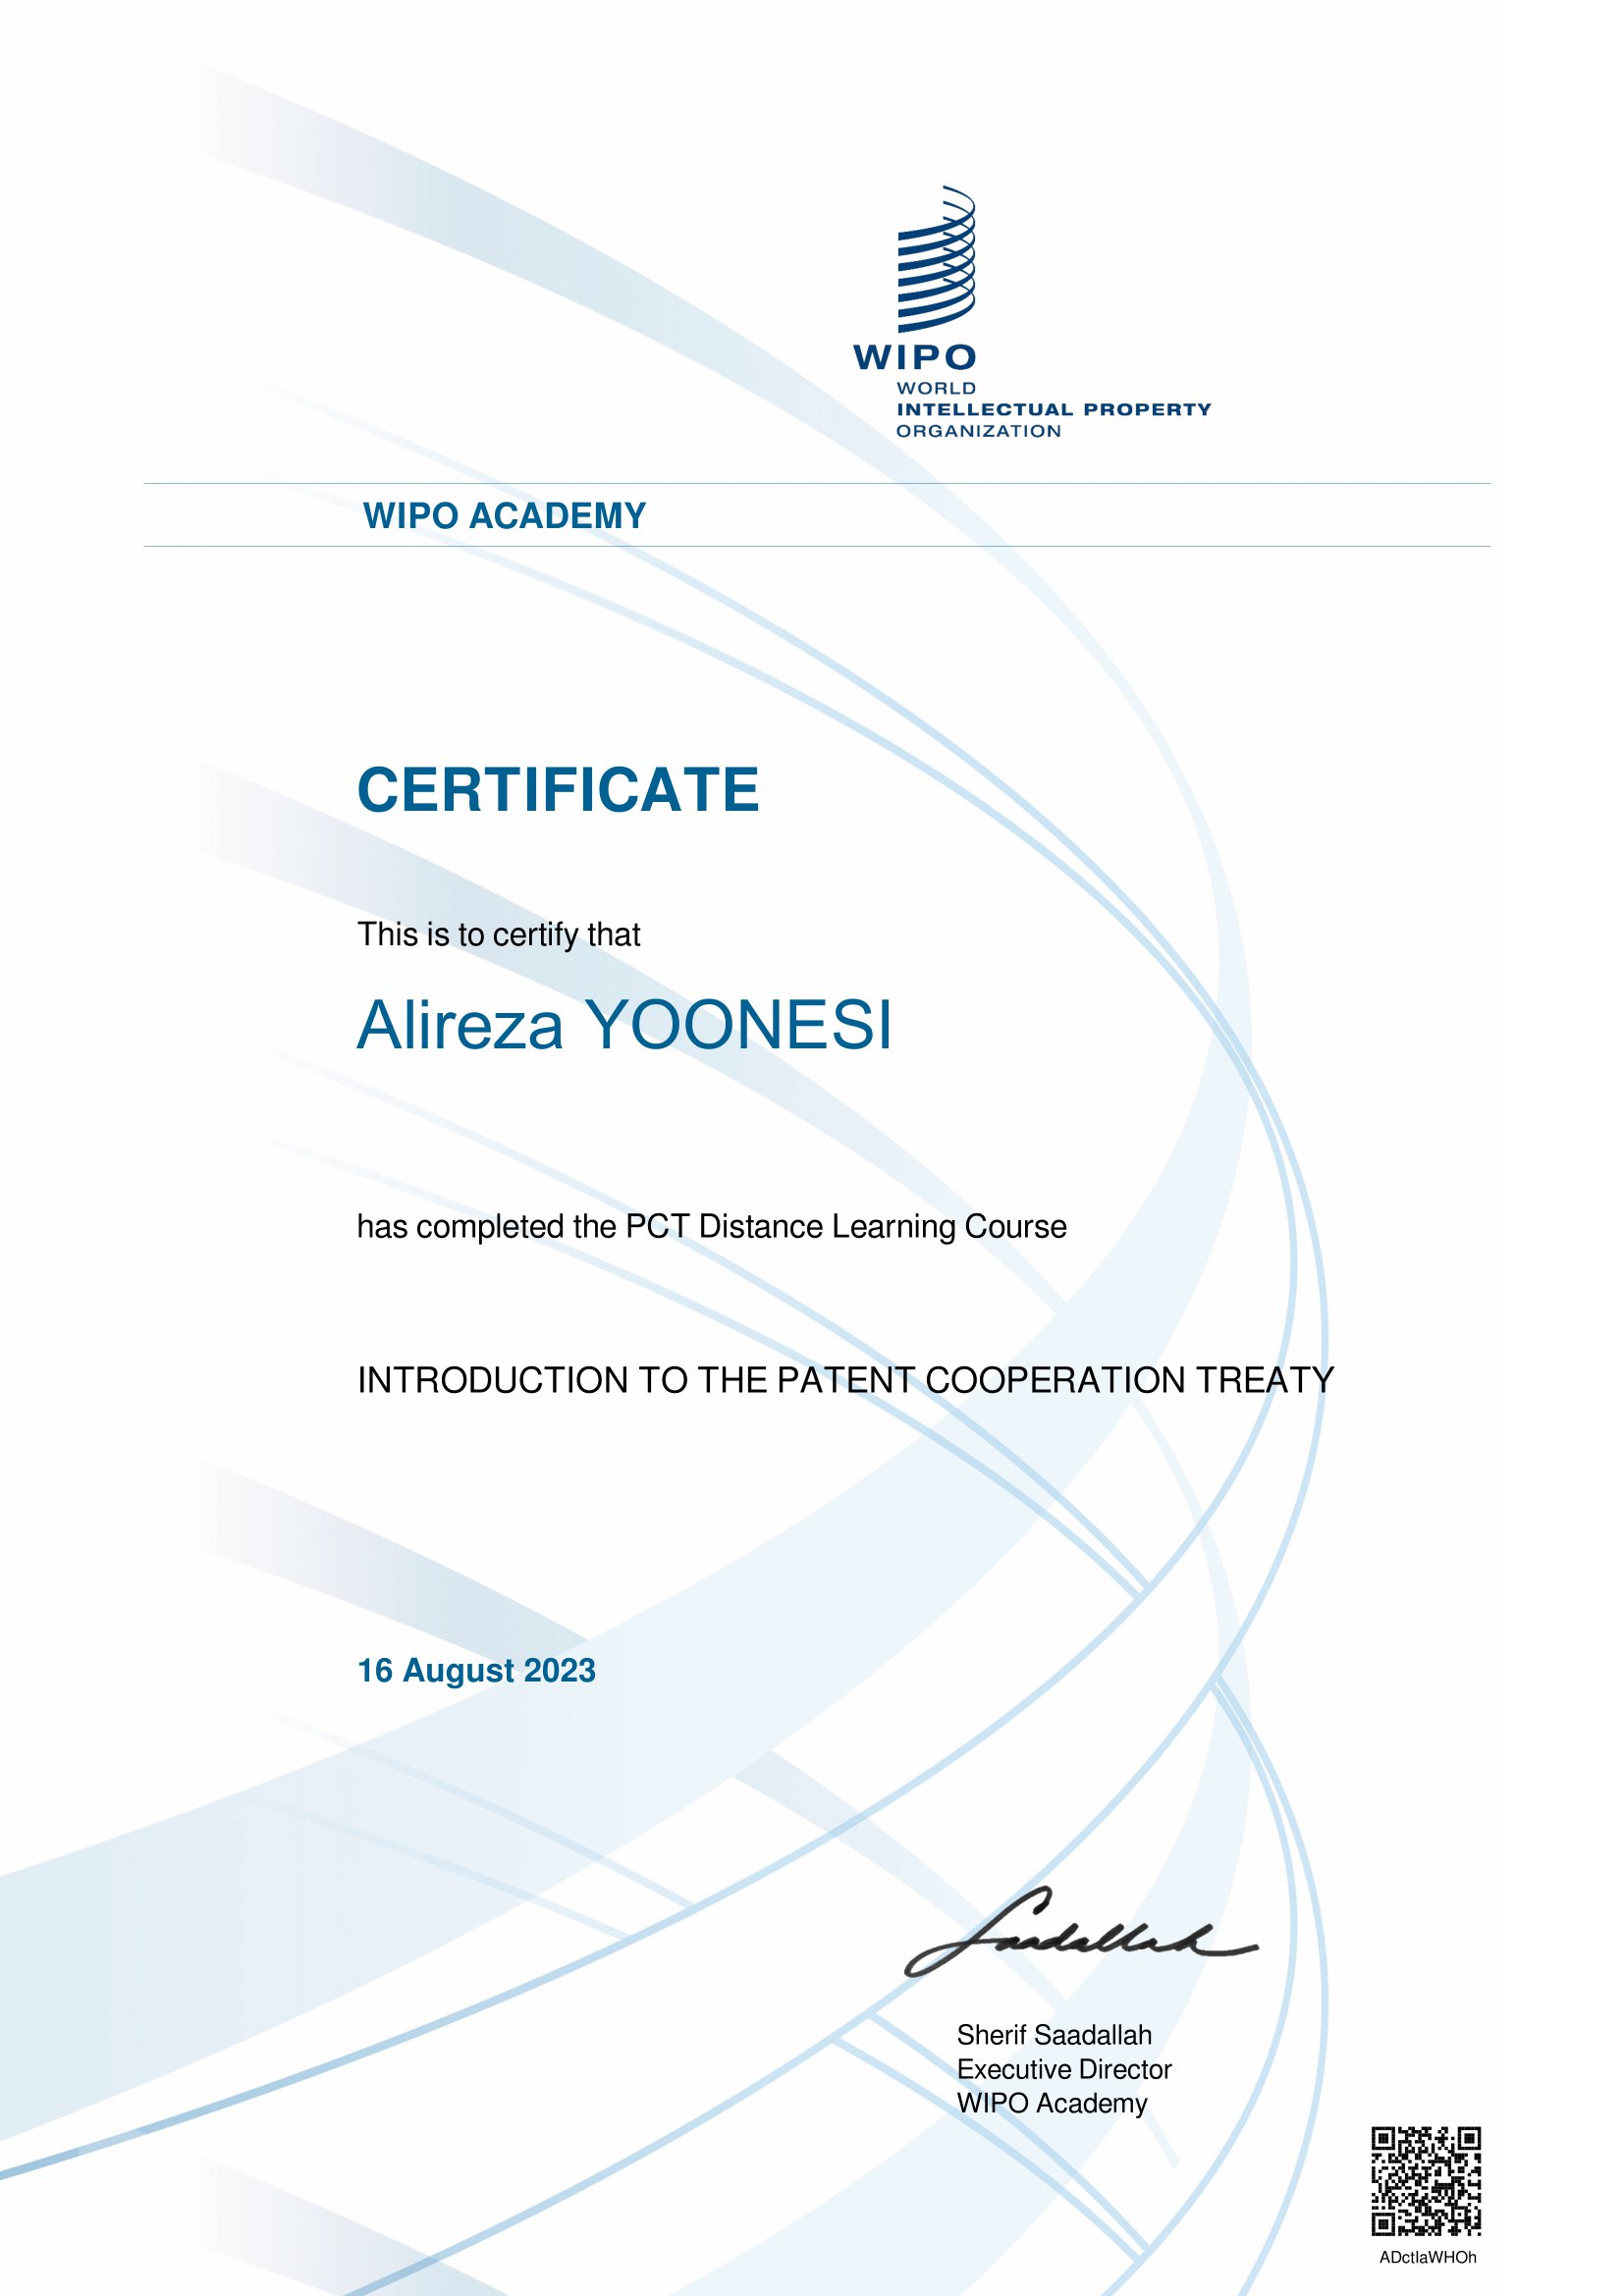 WIPO
WORLD
INTELLECTUAL PROPERTY
ORGANIZATION
WIPO ACADEMY
CERTIFICATE
This is to certify that
Alireza YOONESI
has completed the PCT Distance Learning Course
INTRODUCTION TO THE PATENT COOPERATION TREATY
16 August 2023
Saadallah
Sherif Saadallah
Executive Director
WIPO Academy
ADctlaWHOh